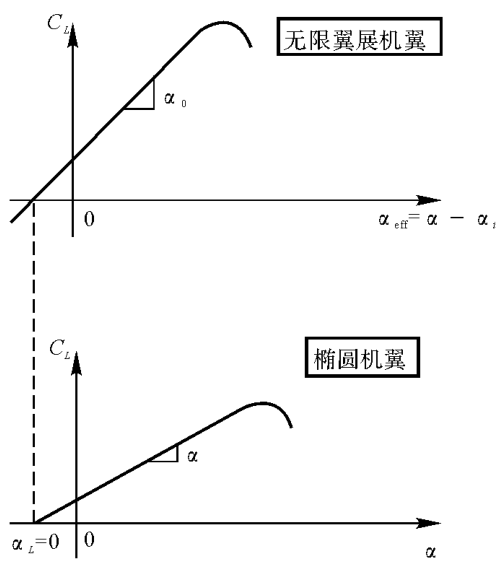 C_L
无限翼展机翼
α_0
0
α_eff = α − α_i
C_L
椭圆机翼
α
α_L=0 0
α